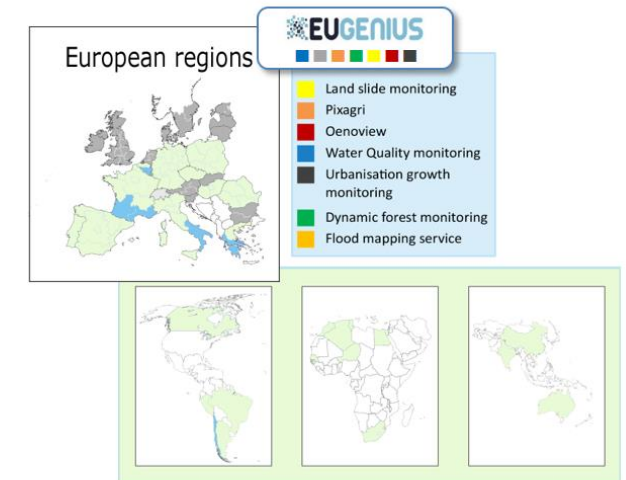 EUGENIUS
European regions
Land slide monitoring
Pixagri
Oenoview
Water Quality monitoring
Urbanisation growth
monitoring
Dynamic forest monitoring
Flood mapping service